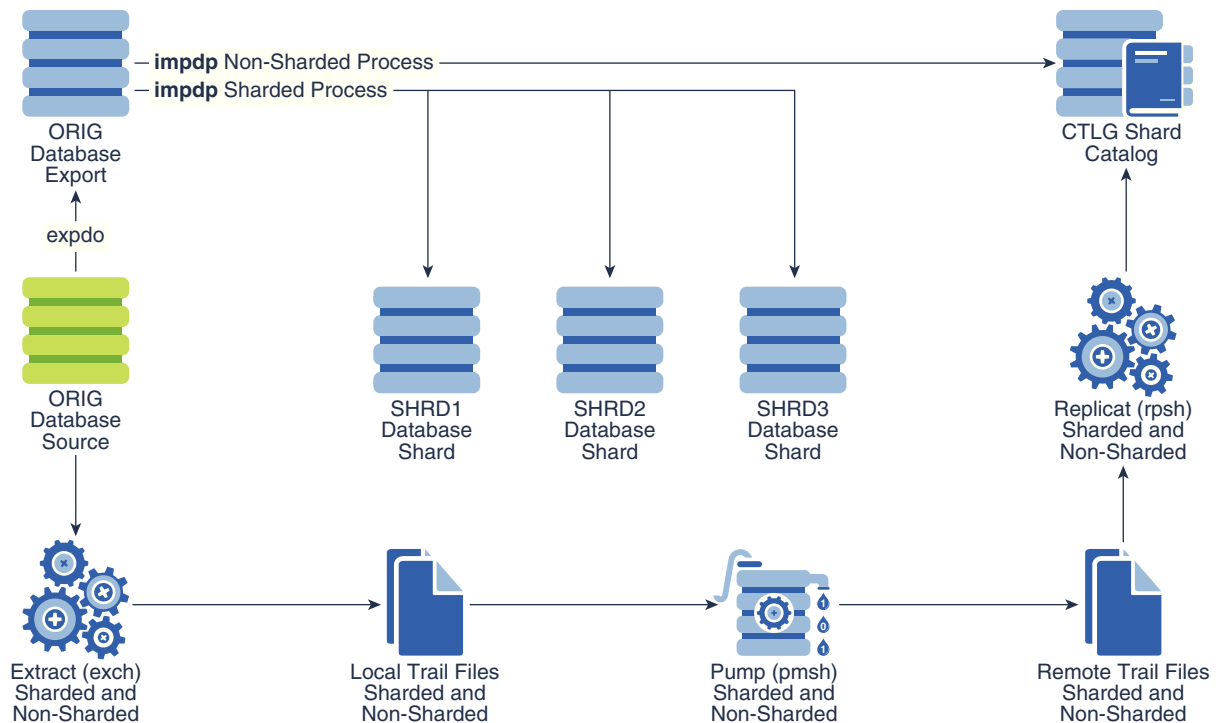 impdp Non-Sharded Process
impdp Sharded Process
ORIG
Database
Export
CTLG Shard
Catalog
expdo
ORIG
Database
Source
SHRD1
Database
Shard
SHRD2
Database
Shard
SHRD3
Database
Shard
Replicat (rpsh)
Sharded and
Non-Sharded
1
0
1
Extract (exch)
Sharded and
Non-Sharded
Local Trail Files
Sharded and
Non-Sharded
Pump (pmsh)
Sharded and
Non-Sharded
Remote Trail Files
Sharded and
Non-Sharded